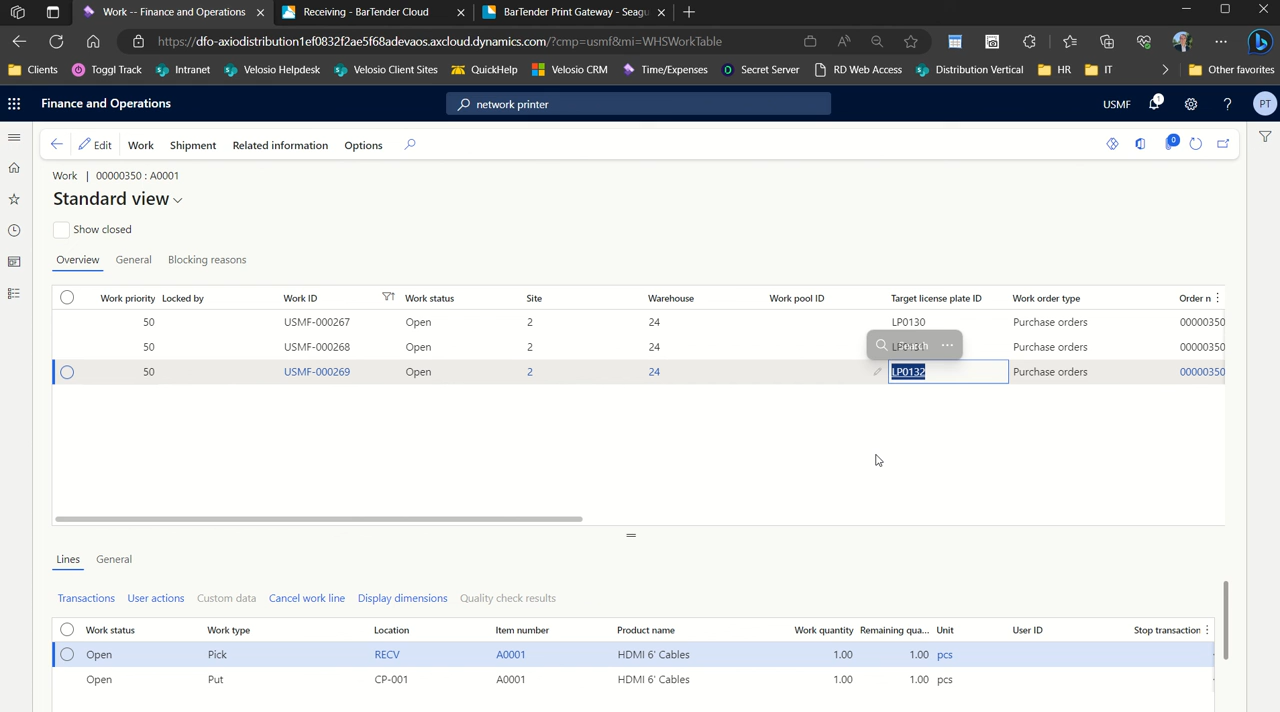 Work -- Finance and Operations
Receiving - BarTender Cloud
BarTender Print Gateway - Seagu
https://dfo-axiodistribution1ef0832f2ae5f68adevaos.axcloud.dynamics.com/?cmp=usmf&mi=WHSWorkTable
Clients Toggl Track Intranet Velosio Helpdesk Velosio Client Sites QuickHelp Velosio CRM Time/Expenses Secret Server RD Web Access Distribution Vertical HR IT Other favorites
Finance and Operations network printer USMF 1 ? PT
Edit Work Shipment Related information Options 0
Work | 00000350 : A0001
Standard view
Show closed
Overview General Blocking reasons
Work priority Locked by Work ID Work status Site Warehouse Work pool ID Target license plate ID Work order type Order n
50 USMF-000267 Open 2 24 LP0130 Purchase orders 00000350
50 USMF-000268 Open 2 24 Purchase orders 00000350
Search ...
50 USMF-000269 Open 2 24 LP0132 Purchase orders 00000350
Lines General
Transactions User actions Custom data Cancel work line Display dimensions Quality check results
Work status Work type Location Item number Product name Work quantity Remaining qua... Unit User ID Stop transaction
Open Pick RECV A0001 HDMI 6' Cables 1.00 1.00 pcs
Open Put CP-001 A0001 HDMI 6' Cables 1.00 1.00 pcs